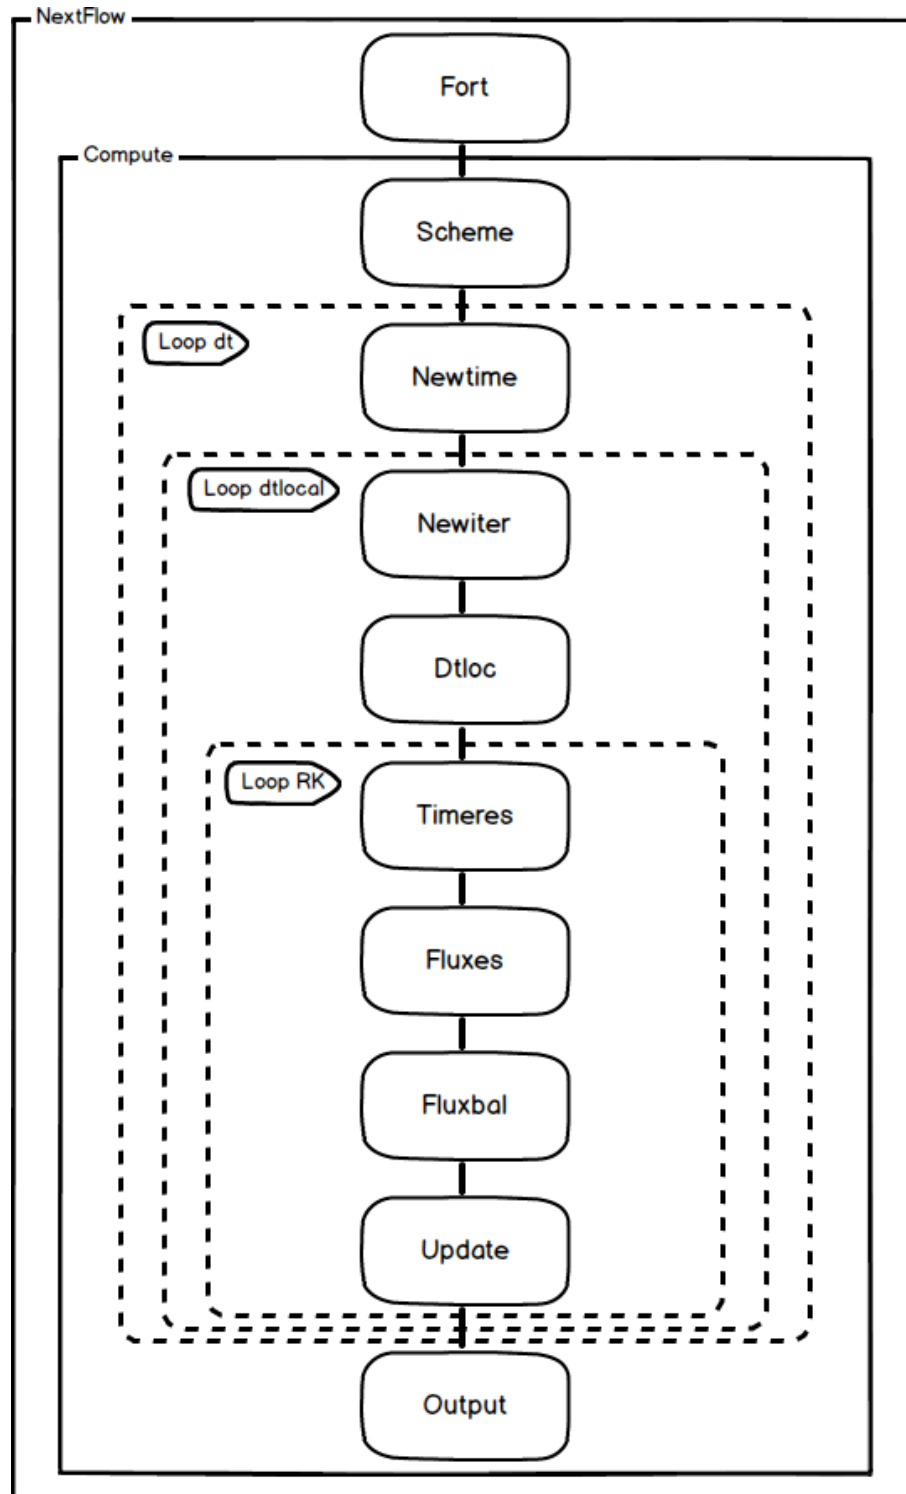 NextFlow
Fort
Compute
Scheme
Loop dt
Newtime
Loop dtlocal
Newiter
Dtloc
Loop RK
Timeres
Fluxes
Fluxbal
Update
Output